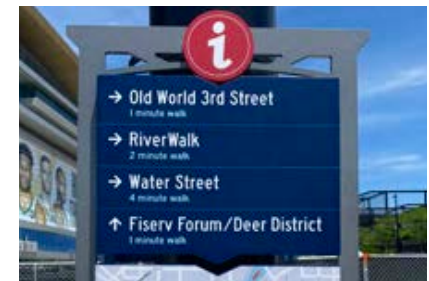 i
→ Old World 3rd Street
1 minute walk
→ RiverWalk
2 minute walk
→ Water Street
4 minute walk
↑ Fiserv Forum/Deer District
1 minute walk